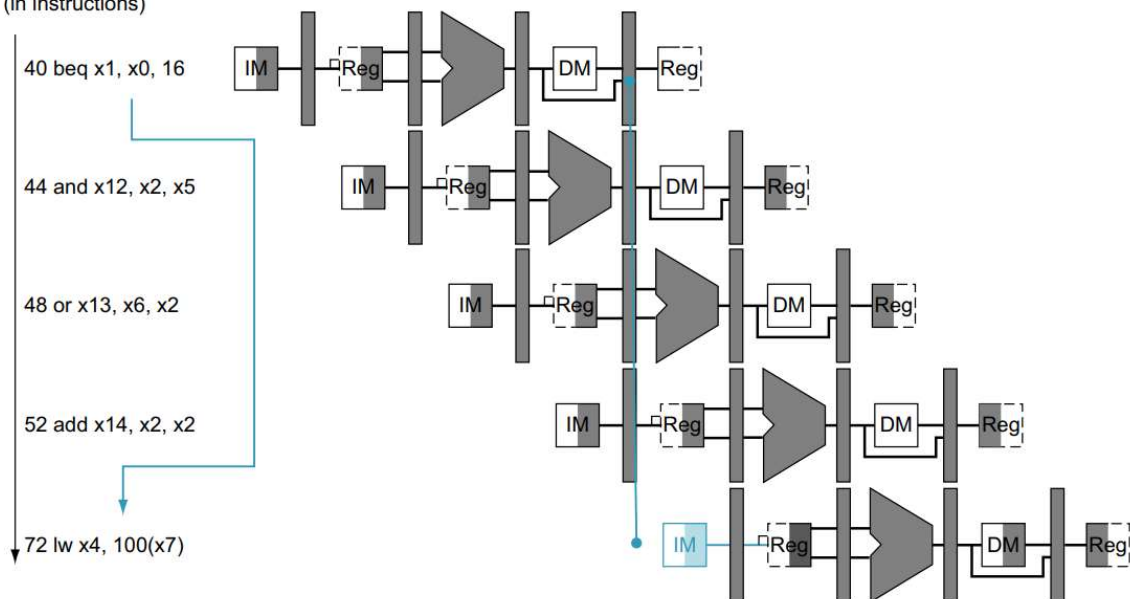 (in instructions)
40 beq x1, x0, 16
IM Reg DM Reg
44 and x12, x2, x5
IM Reg DM Reg
48 or x13, x6, x2
IM Reg DM Reg
52 add x14, x2, x2
IM Reg DM Reg
72 lw x4, 100(x7)
IM Reg DM Reg